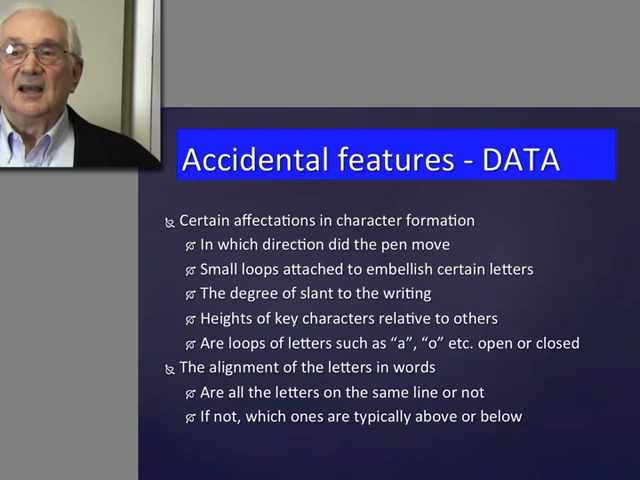 Accidental features - DATA
Certain affectations in character formation
In which direction did the pen move
Small loops attached to embellish certain letters
The degree of slant to the writing
Heights of key characters relative to others
Are loops of letters such as “a”, “o” etc. open or closed
The alignment of the letters in words
Are all the letters on the same line or not
If not, which ones are typically above or below